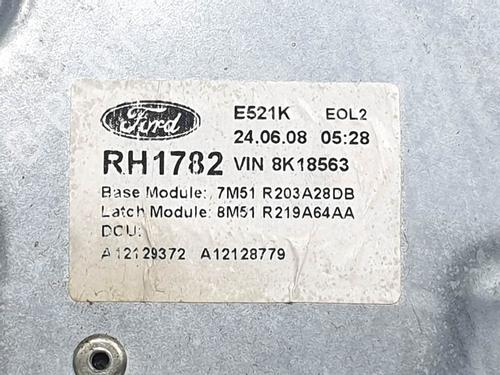 Ford
E521K EOL2
24.06.08 05:28
RH1782 VIN 8K18563
Base Module: 7M51 R203A28DB
Latch Module: 8M51 R219A64AA
DCU:
A12129372 A12128779